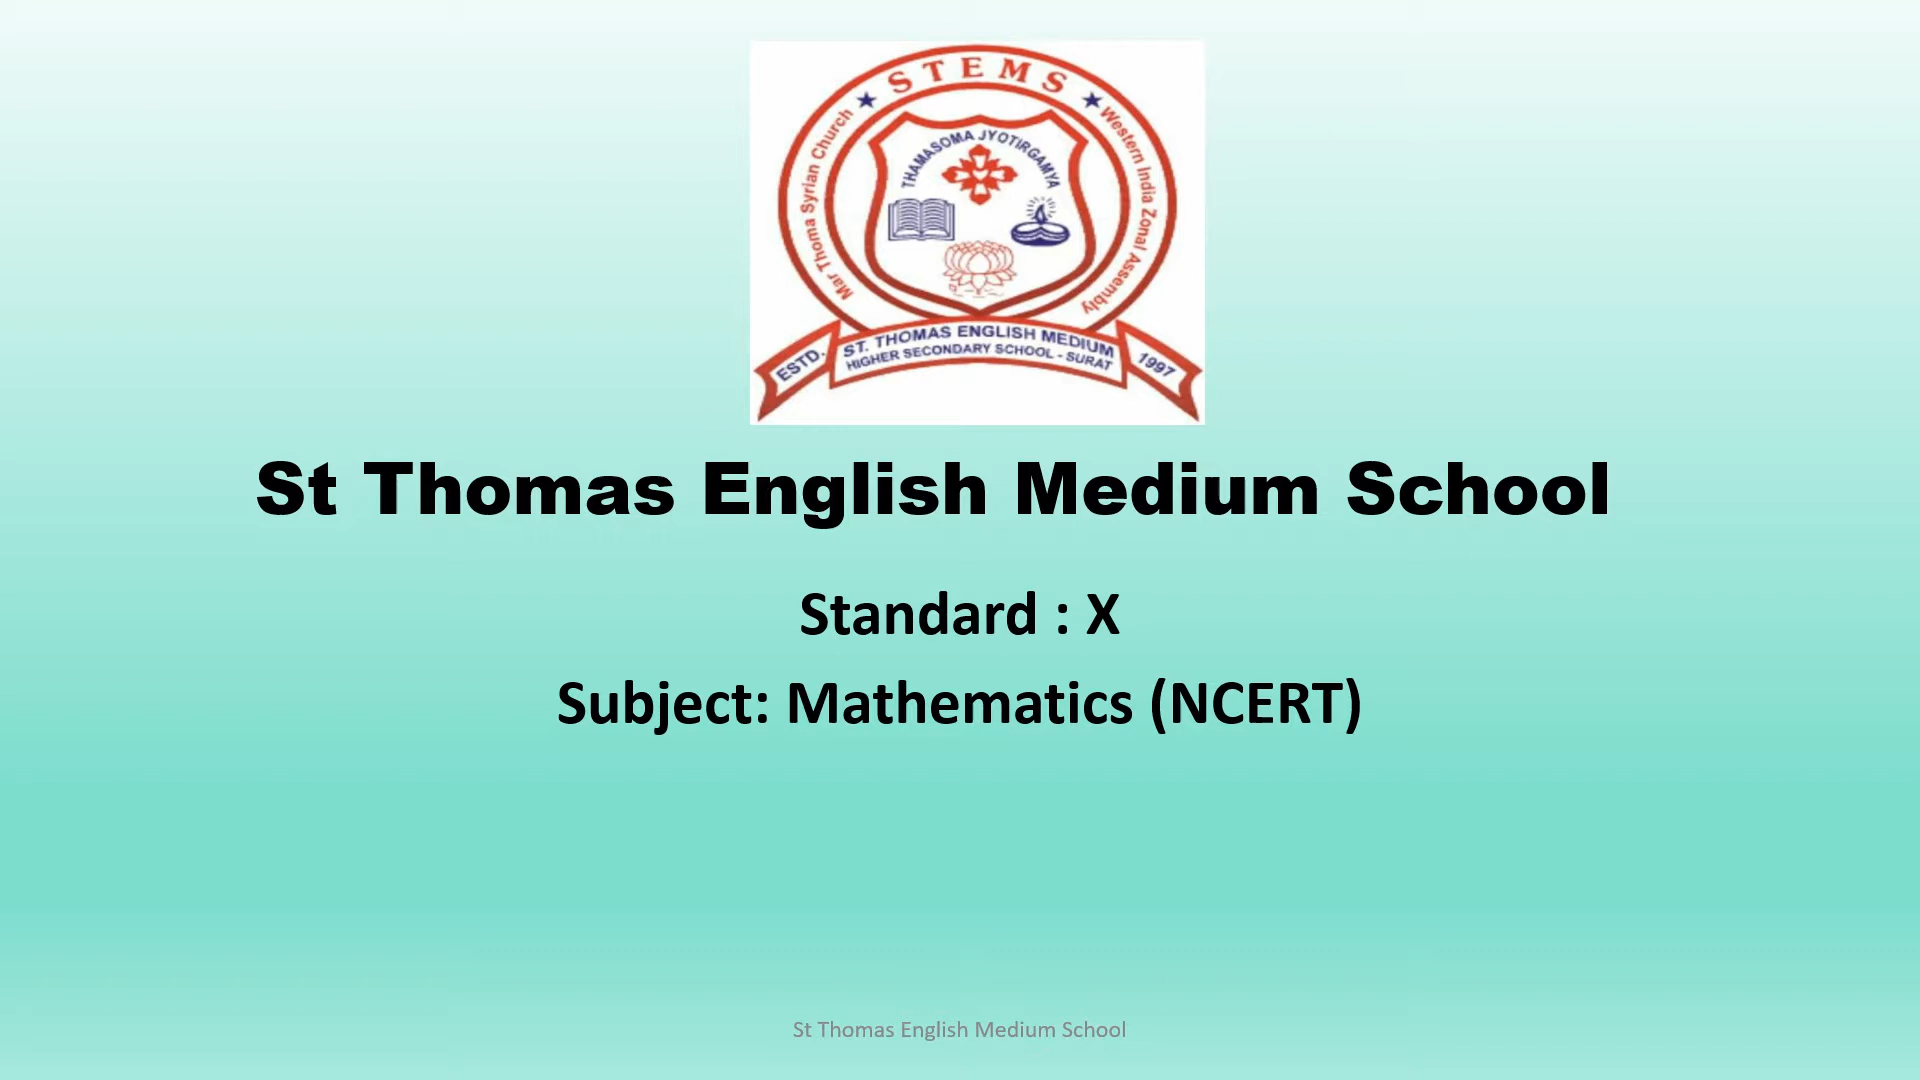 STEMS
Mar Thoma Syrian Church
Western India Zonal Assembly
THAMASOMA JYOTIRGAMYA
ESTD.
ST. THOMAS ENGLISH MEDIUM
HIGHER SECONDARY SCHOOL - SURAT
1997
St Thomas English Medium School
Standard : X
Subject: Mathematics (NCERT)
St Thomas English Medium School